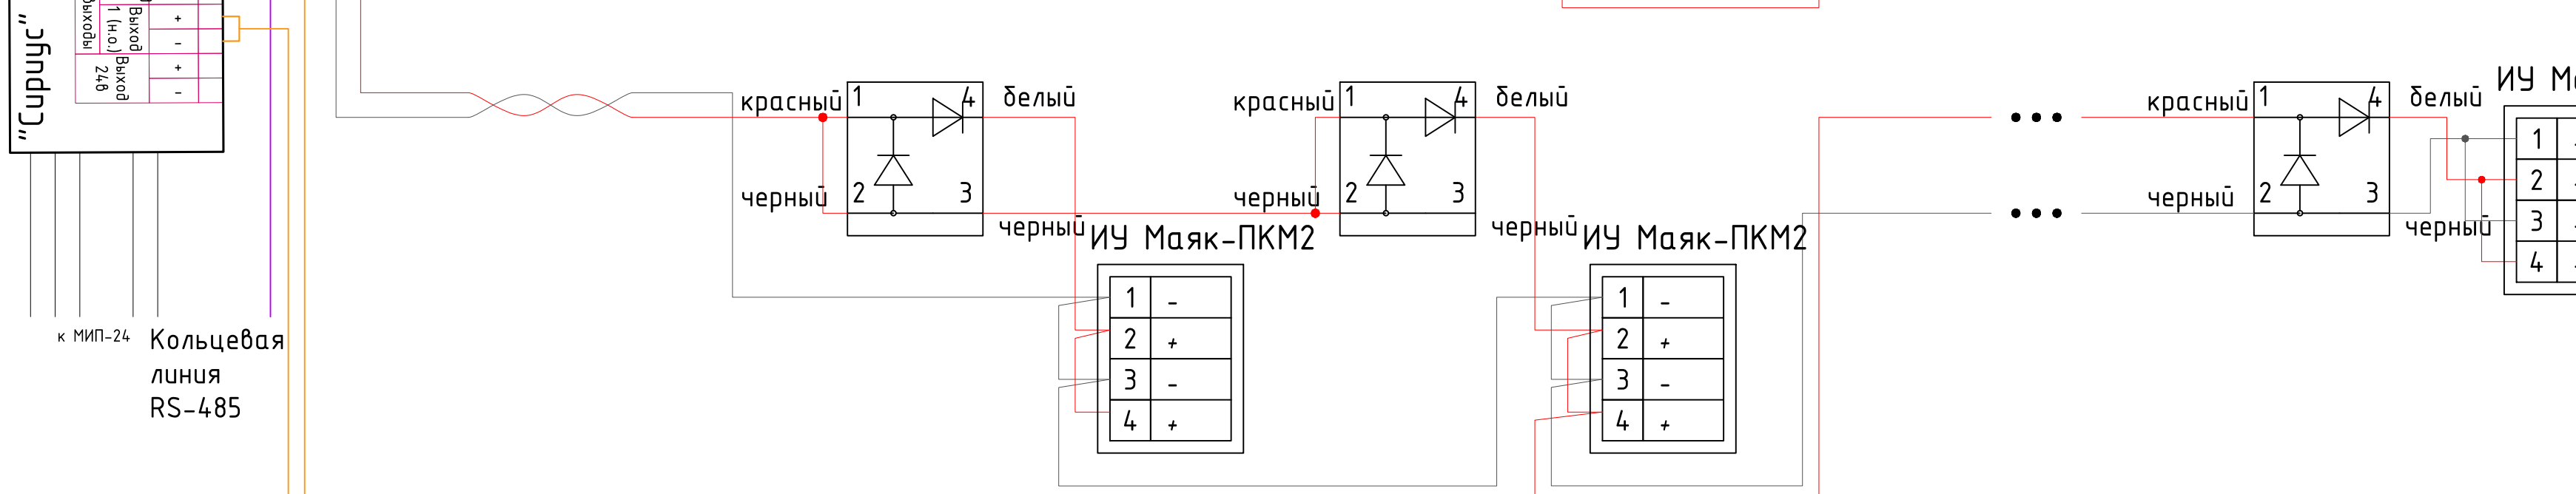 "Сириус"
Выходы
Выход
1 (н.о.)
+
-
Выход
24В
+
-
к МИП-24
Кольцевая
линия
RS-485
красный
1
4
белый
черный
2
3
черный
ИУ Маяк-ПКМ2
1 -
2 +
3 -
4 +
красный
1
4
белый
черный
2
3
черный
ИУ Маяк-ПКМ2
1 -
2 +
3 -
4 +
красный
1
4
белый
черный
2
3
черный
ИУ
1
2
3
4